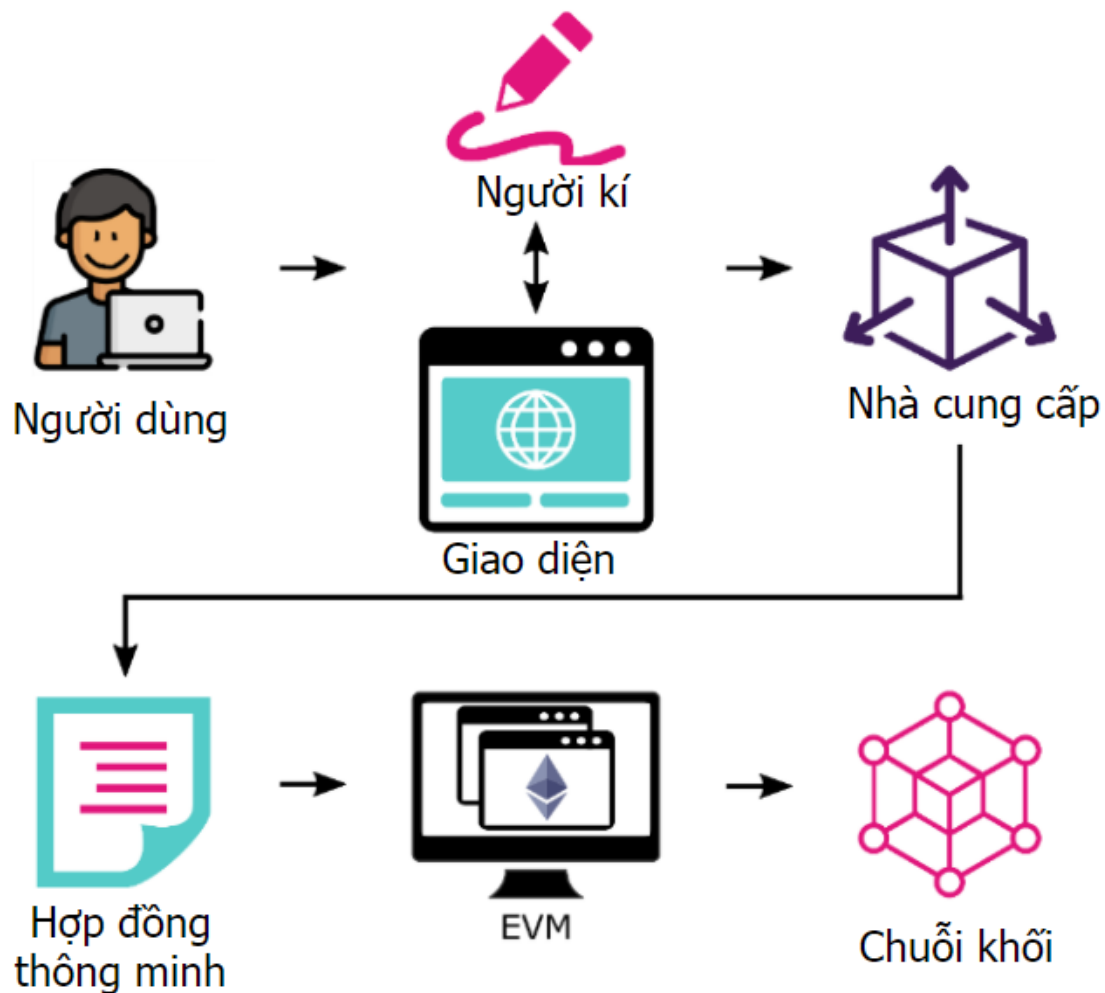 Người kí
Người dùng
Nhà cung cấp
Giao diện
Hợp đồng
thông minh
EVM
Chuỗi khối